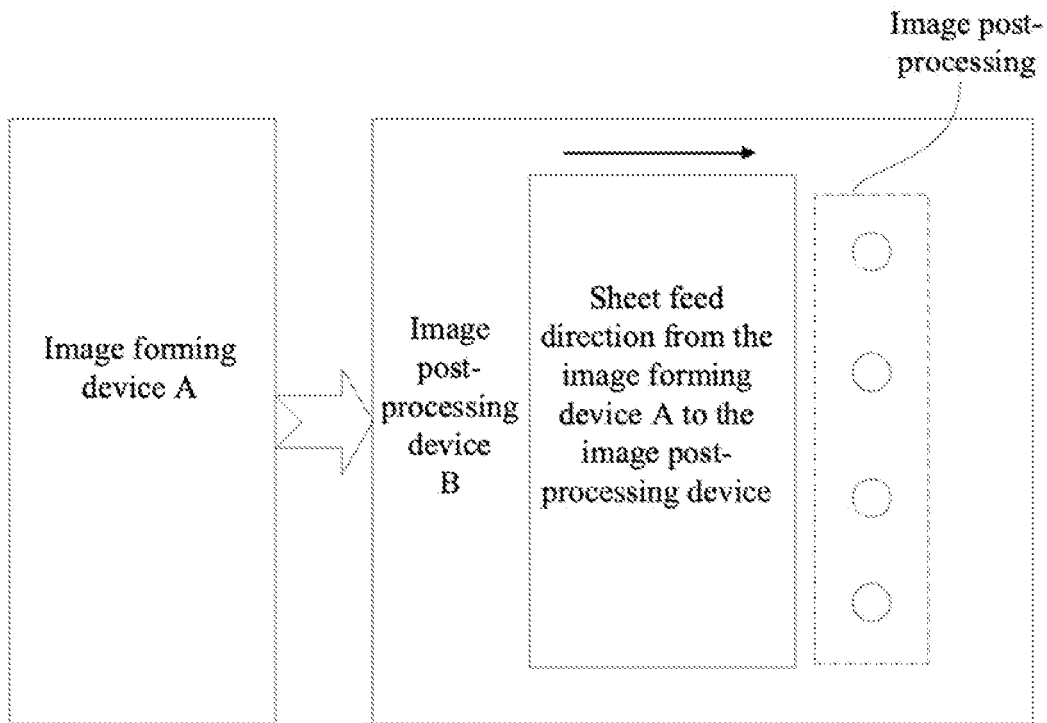 Image post-
processing
Image forming
device A
Image
post-
processing
device
B
Sheet feed
direction from the
image forming
device A to the
image post-
processing device